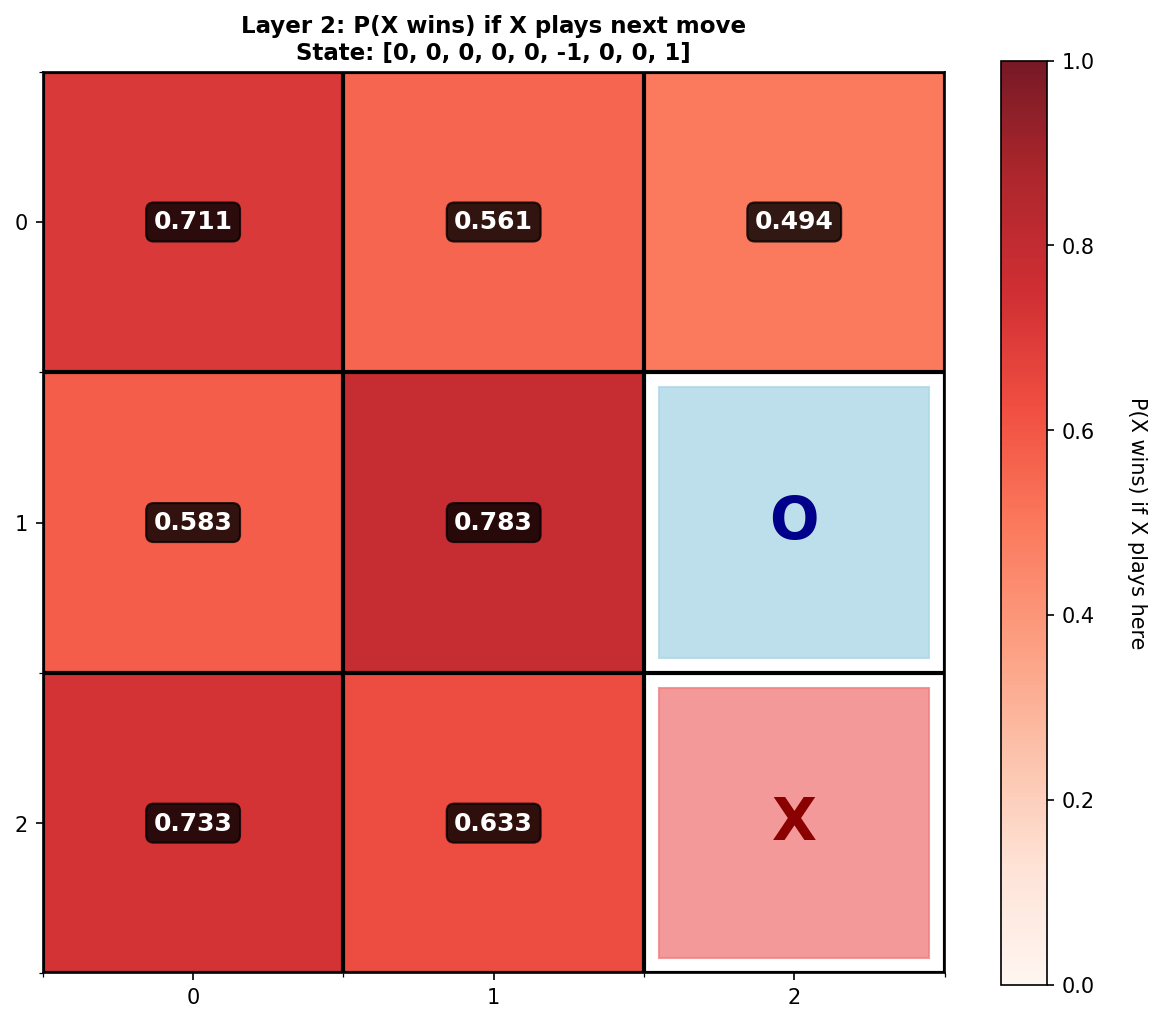 Layer 2: P(X wins) if X plays next move
State: [0, 0, 0, 0, 0, -1, 0, 0, 1]
0.711 0.561 0.494
0.583 0.783 O
0.733 0.633 X
0
1
2
0 1 2
1.0
0.8
0.6
0.4
0.2
0.0
P(X wins) if X plays here